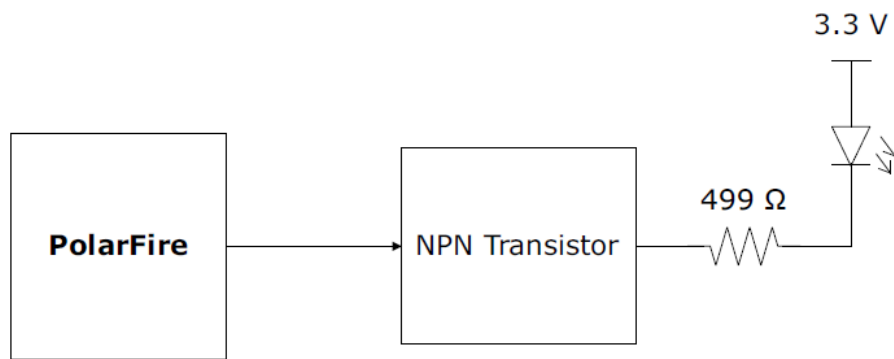 3.3 V
499 Ω
PolarFire
NPN Transistor